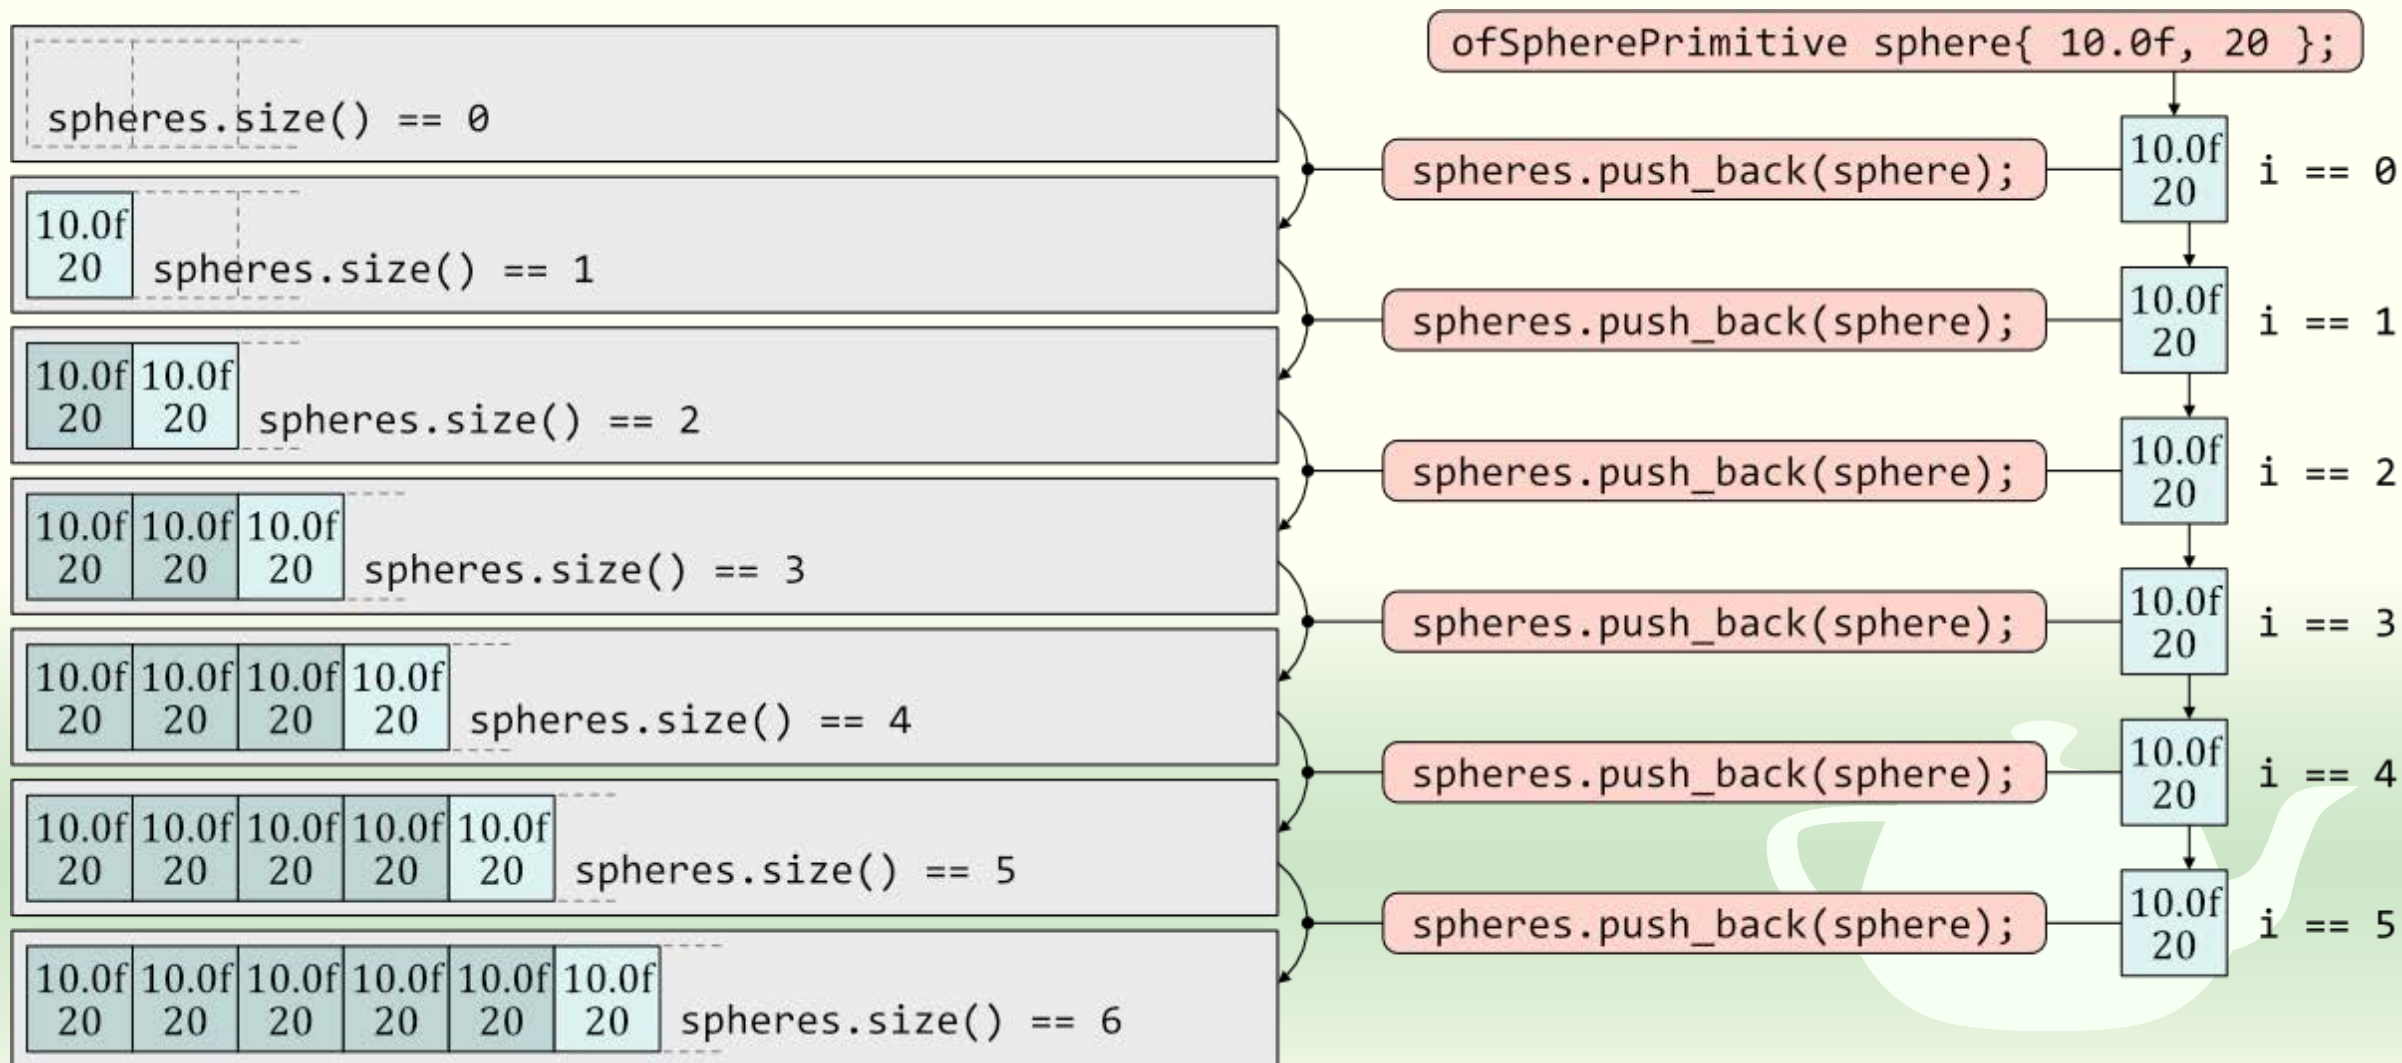 ofSpherePrimitive sphere{ 10.0f, 20 };
spheres.size() == 0
spheres.push_back(sphere);
10.0f
20
i == 0
10.0f
20
spheres.size() == 1
spheres.push_back(sphere);
10.0f
20
i == 1
10.0f 10.0f
20 20
spheres.size() == 2
spheres.push_back(sphere);
10.0f
20
i == 2
10.0f 10.0f 10.0f
20 20 20
spheres.size() == 3
spheres.push_back(sphere);
10.0f
20
i == 3
10.0f 10.0f 10.0f 10.0f
20 20 20 20
spheres.size() == 4
spheres.push_back(sphere);
10.0f
20
i == 4
10.0f 10.0f 10.0f 10.0f 10.0f
20 20 20 20 20
spheres.size() == 5
spheres.push_back(sphere);
10.0f
20
i == 5
10.0f 10.0f 10.0f 10.0f 10.0f 10.0f
20 20 20 20 20 20
spheres.size() == 6